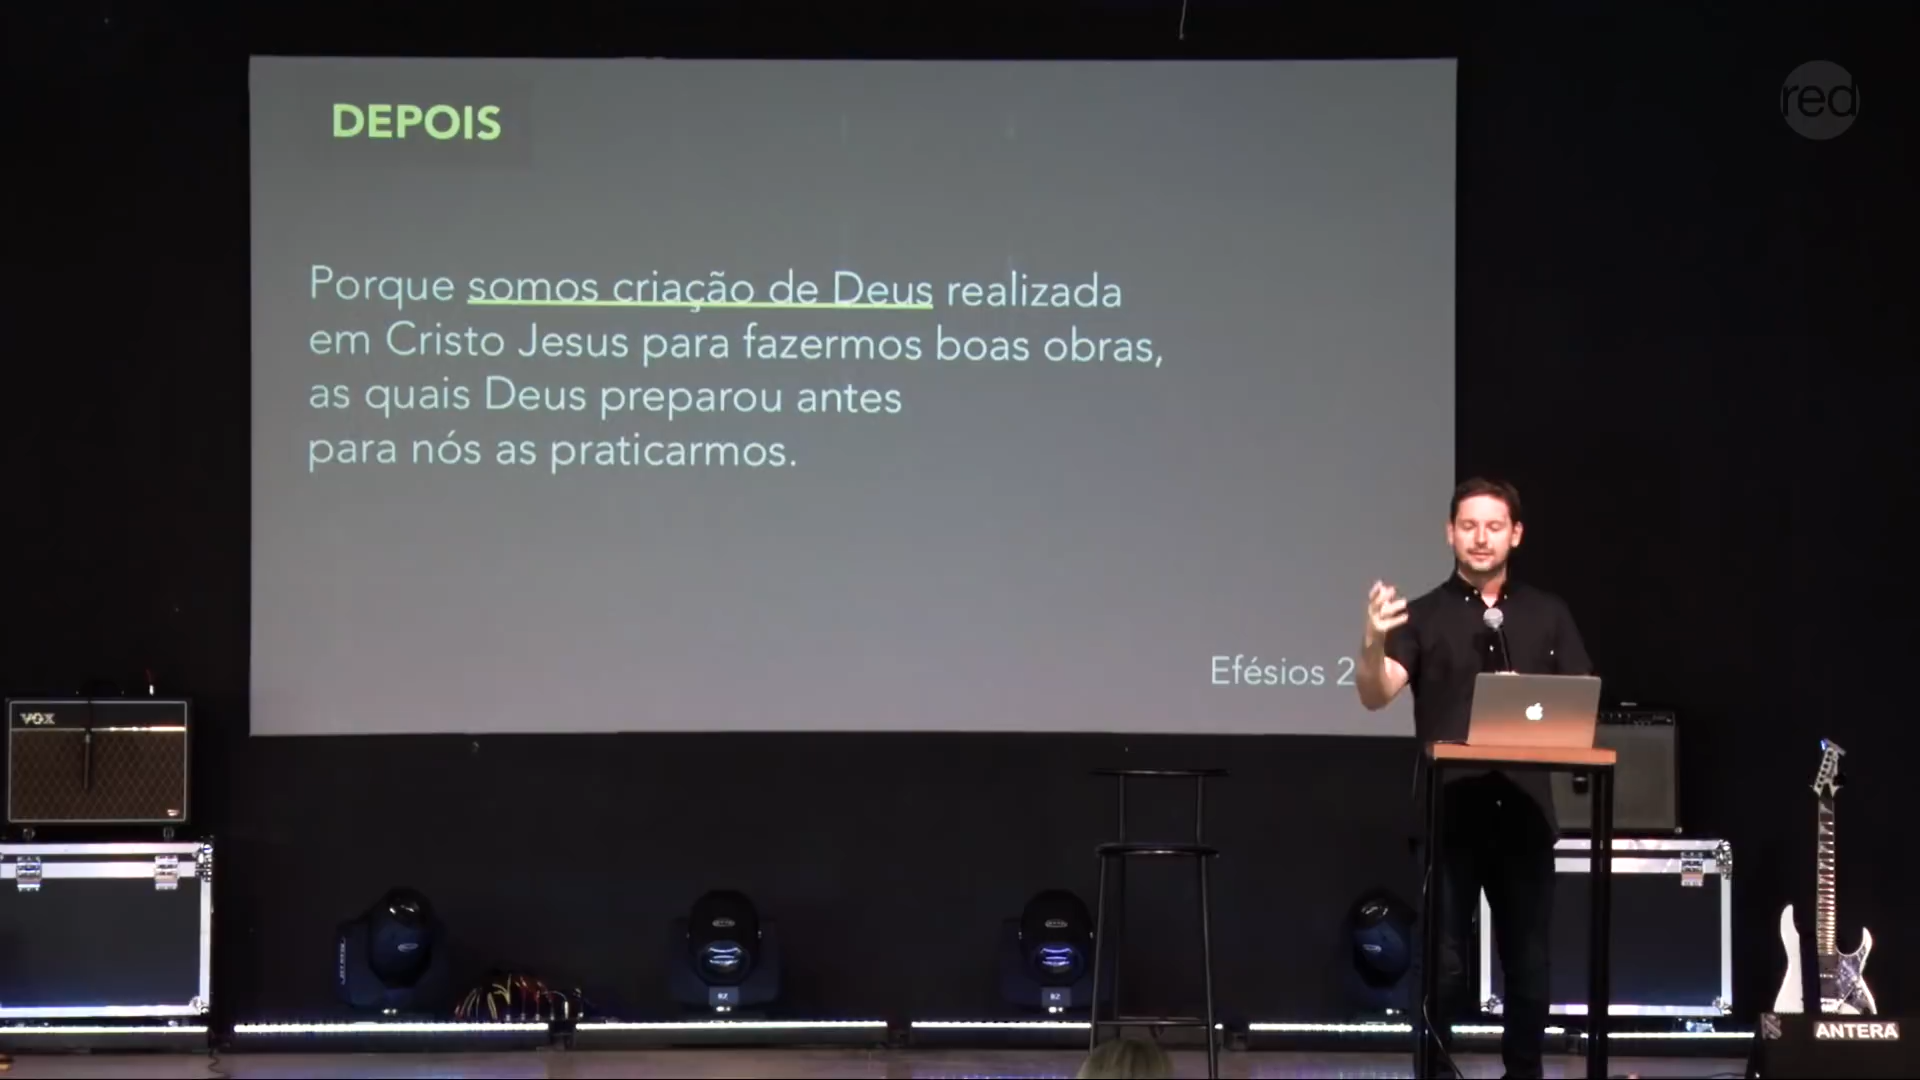 DEPOIS
Porque somos criação de Deus realizada
em Cristo Jesus para fazermos boas obras,
as quais Deus preparou antes
para nós as praticarmos.
Efésios 2
red
VOX
ANTERA